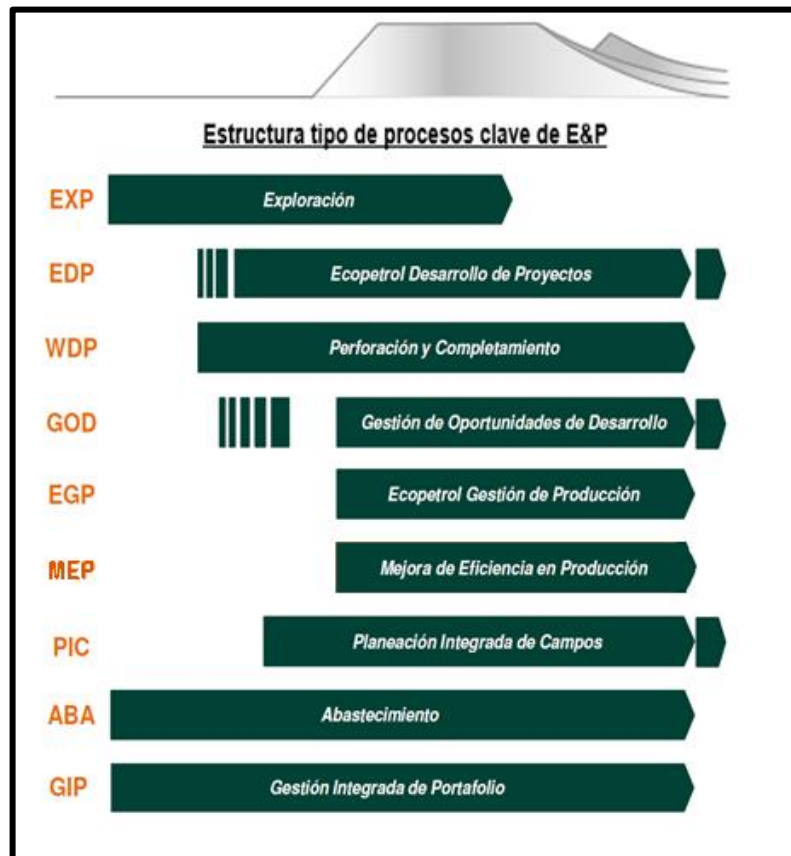 Estructura tipo de procesos clave de E&P
EXP Exploración
EDP Ecopetrol Desarrollo de Proyectos
WDP Perforación y Completamiento
GOD Gestión de Oportunidades de Desarrollo
EGP Ecopetrol Gestión de Producción
MEP Mejora de Eficiencia en Producción
PIC Planeación Integrada de Campos
ABA Abastecimiento
GIP Gestión Integrada de Portafolio